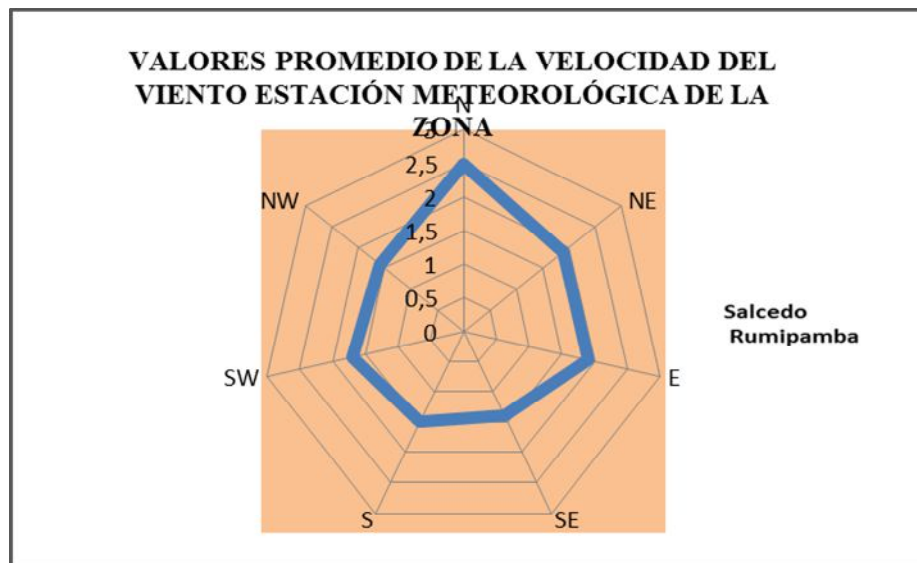 VALORES PROMEDIO DE LA VELOCIDAD DEL
VIENTO ESTACIÓN METEOROLÓGICA DE LA
ZONA
N
3
2,5
2
1,5
1
0,5
0
NE
E
SE
S
SW
NW
Salcedo
Rumipamba